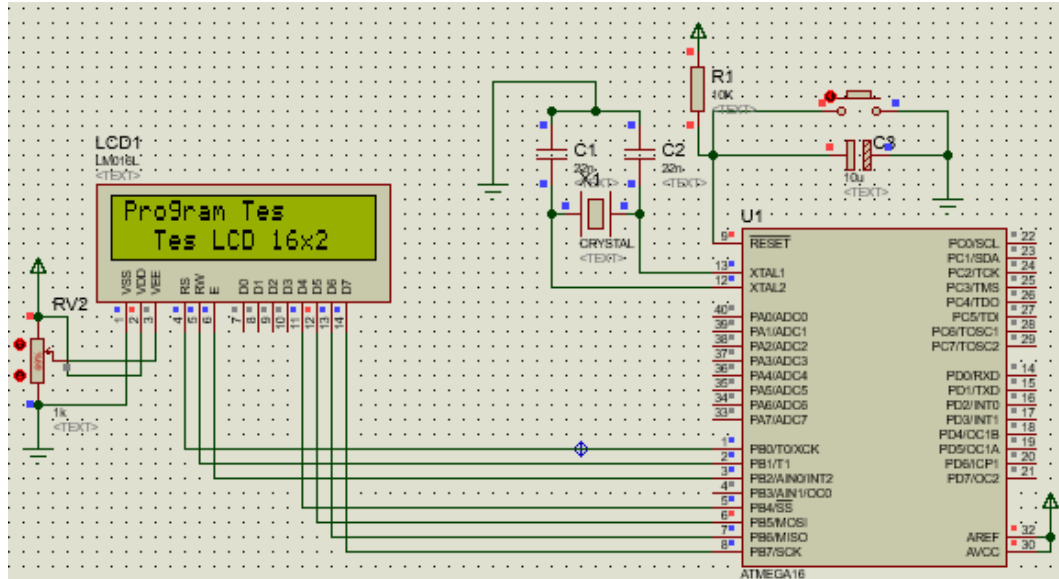 LCD1
LM016L
<TEXT>
Program Tes
Tes LCD 16x2
VSS
VDD
VEE
RS
RW
E
D0
D1
D2
D3
D4
D5
D6
D7
1
2
3
4
5
6
7
8
9
10
11
12
13
14
RV2
1k
<TEXT>
C1
22n
<TEXT>
C2
22n
<TEXT>
X1
CRYSTAL
<TEXT>
R1
10K
<TEXT>
C3
10u
<TEXT>
U1
9 RESET
13 XTAL1
12 XTAL2
40 PA0/ADC0
39 PA1/ADC1
38 PA2/ADC2
37 PA3/ADC3
36 PA4/ADC4
35 PA5/ADC5
34 PA6/ADC6
33 PA7/ADC7
1 PB0/T0/XCK
2 PB1/T1
3 PB2/AIN0/INT2
4 PB3/AIN1/OC0
5 PB4/SS
6 PB5/MOSI
7 PB6/MISO
8 PB7/SCK
PC0/SCL 22
PC1/SDA 23
PC2/TCK 24
PC3/TMS 25
PC4/TDO 26
PC5/TDI 27
PC6/TOSC1 28
PC7/TOSC2 29
PD0/RXD 14
PD1/TXD 15
PD2/INT0 16
PD3/INT1 17
PD4/OC1B 18
PD5/OC1A 19
PD6/ICP1 20
PD7/OC2 21
AREF 32
AVCC 30
ATMEGA16